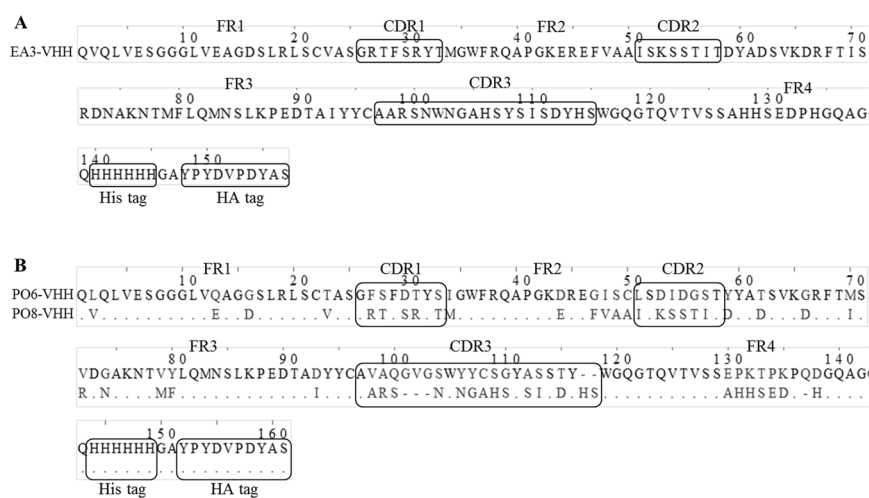 A
FR1 CDR1 FR2 CDR2
10 20 30 40 50 60 70
EA3-VHH QVQLVESGGGLVEAGDSLRLSCVASGRTFSRYTMGWFRQAPGKEREFVAAISKSSTITDYADSVKDRFTIS
FR3 CDR3 FR4
80 90 100 110 120 130
RDNAKNTMFLQMNSLKPEDTAIYYCAARSNWNGAHSYSISDYHSWGQGTQVTVSSAHHSEDPHGQAG
140 150
QHHHHHHGAYPYDVPDYAS
His tag HA tag
B
FR1 CDR1 FR2 CDR2
10 20 30 40 50 60 70
PO6-VHH QLQLVESGGGLVQAGGSLRLSCTASGFSFDTYSIGWFRQAPGKDREGISCLSDIDGSTYYATSVKGRFTMS
PO8-VHH .V..........E..D......V....RT.SR.TM.........E..FVAAI.KSSTI.D..D...D...I.
FR3 CDR3 FR4
80 90 100 110 120 130 140
VDGAKNTVYLQMNSLKPEDTADYYCAVAQGVGSWYYCSGYASSTY--WGQGTQVTVSSEPKTPKPQDGQAG
R.N....MF............I.....ARS---.N.NGAHS.SI.D.HS............AHHSED.-H.....
150 160
QHHHHHHGAYPYDVPDYAS
...................
His tag HA tag